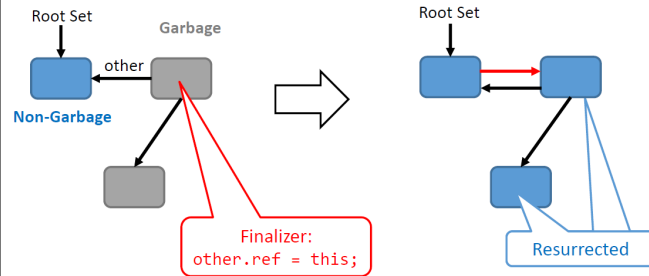 Root Set
Garbage
other
Non-Garbage
Finalizer:
other.ref = this;
Root Set
Resurrected